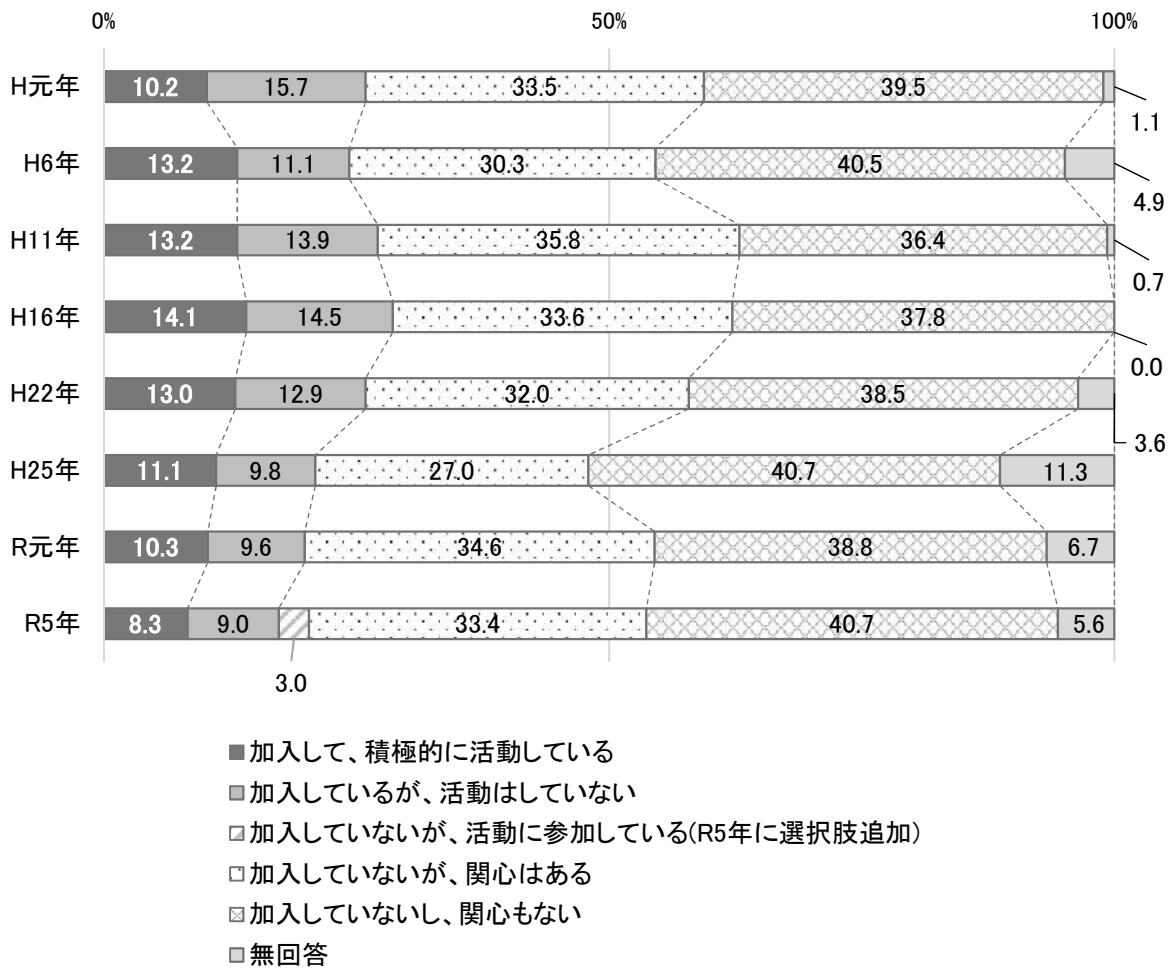 0% 50% 100%
H元年 10.2 15.7 33.5 39.5 1.1
H6年 13.2 11.1 30.3 40.5 4.9
H11年 13.2 13.9 35.8 36.4 0.7
H16年 14.1 14.5 33.6 37.8 0.0
H22年 13.0 12.9 32.0 38.5 3.6
H25年 11.1 9.8 27.0 40.7 11.3
R元年 10.3 9.6 34.6 38.8 6.7
R5年 8.3 9.0 33.4 40.7 5.6
3.0
加入して、積極的に活動している
加入しているが、活動はしていない
加入していないが、活動に参加している(R5年に選択肢追加)
加入していないが、関心はある
加入していないし、関心もない
無回答